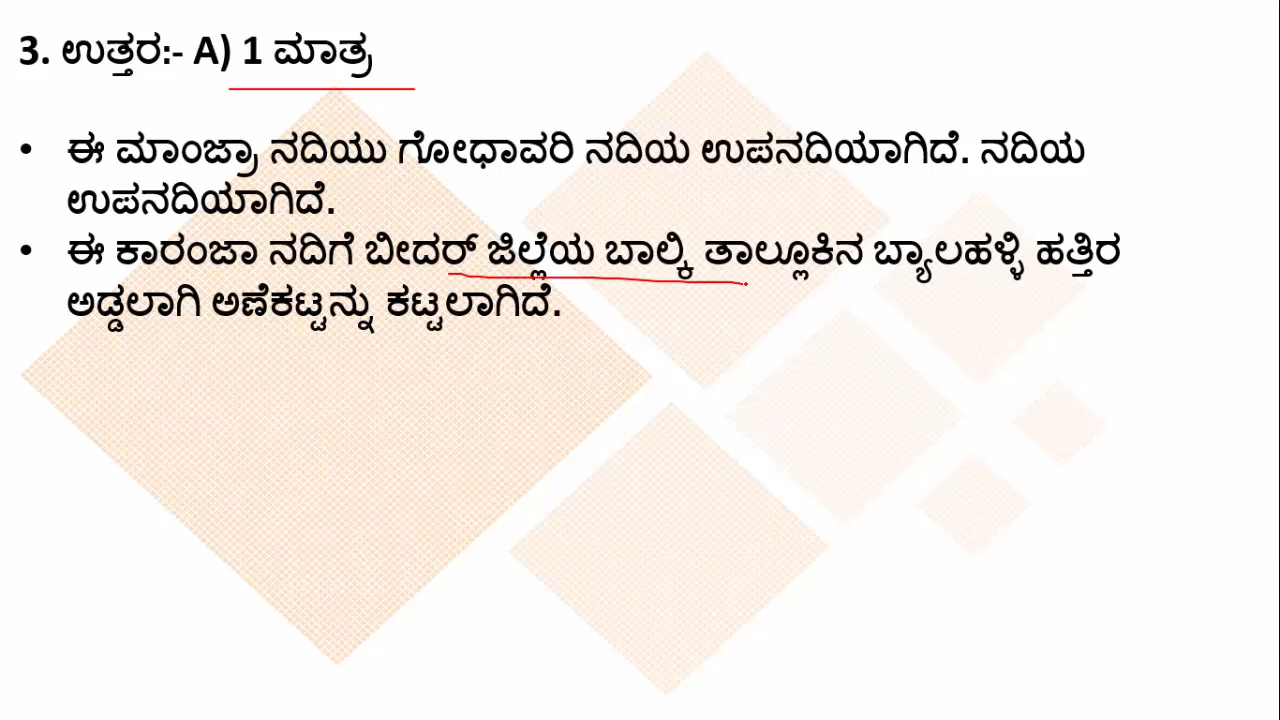 3. ಉತ್ತರ:- A) 1 ಮಾತ್ರ
• ಈ ಮಾಂಜ್ರಾ ನದಿಯು ಗೋಧಾವರಿ ನದಿಯ ಉಪನದಿಯಾಗಿದೆ. ನದಿಯ
ಉಪನದಿಯಾಗಿದೆ.
• ಈ ಕಾರಂಜಾ ನದಿಗೆ ಬೀದರ್ ಜಿಲ್ಲೆಯ ಬಾಲ್ಕಿ ತಾಲ್ಲೂಕಿನ ಬ್ಯಾಲಹಳ್ಳಿ ಹತ್ತಿರ
ಅಡ್ಡಲಾಗಿ ಅಣೆಕಟ್ಟನ್ನು ಕಟ್ಟಲಾಗಿದೆ.